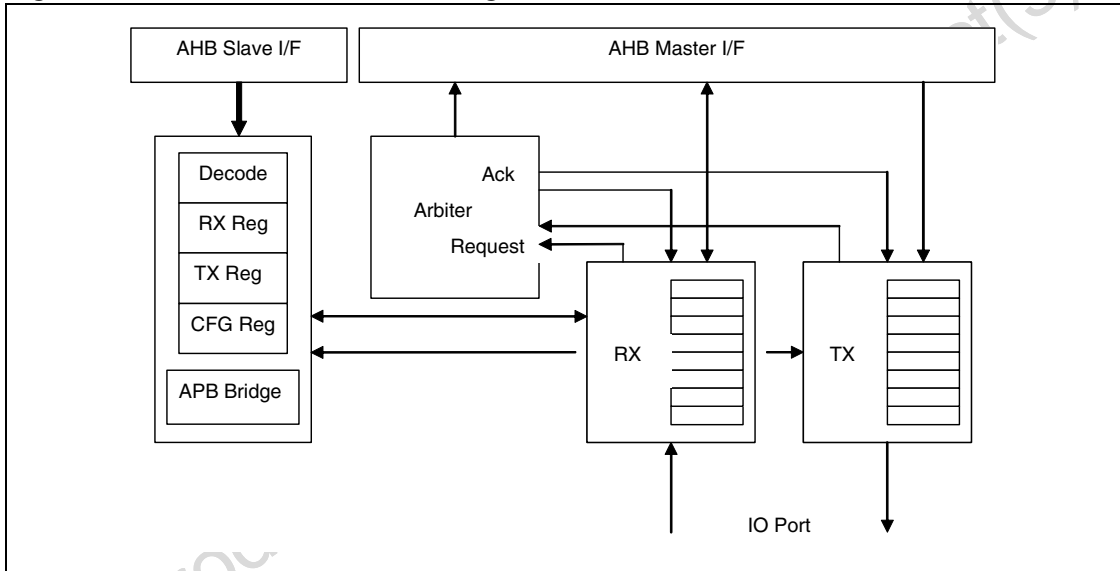 AHB Slave I/F
AHB Master I/F
Decode
RX Reg
TX Reg
CFG Reg
APB Bridge
Ack
Arbiter
Request
RX
TX
IO Port